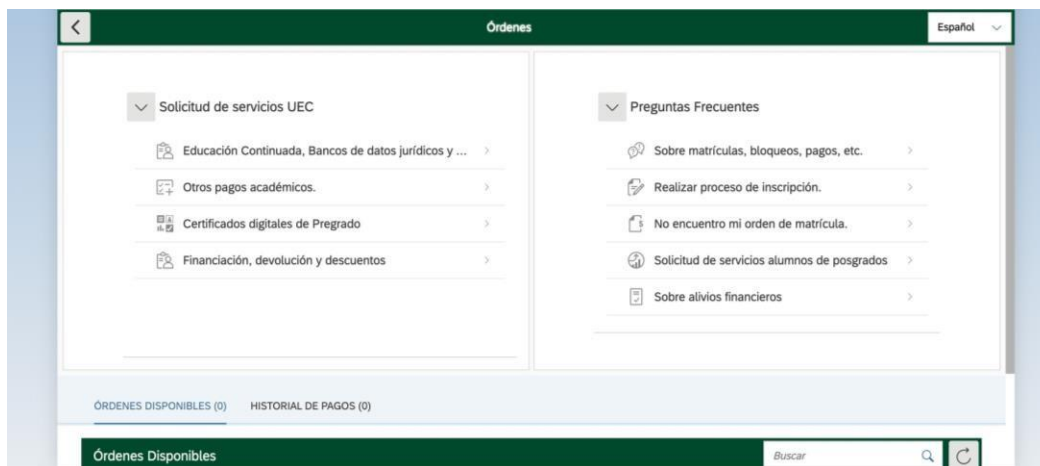 Órdenes
Español
Solicitud de servicios UEC
Educación Continuada, Bancos de datos jurídicos y ...
Otros pagos académicos.
Certificados digitales de Pregrado
Financiación, devolución y descuentos
Preguntas Frecuentes
Sobre matrículas, bloqueos, pagos, etc.
Realizar proceso de inscripción.
No encuentro mi orden de matrícula.
Solicitud de servicios alumnos de posgrados
Sobre alivios financieros
ÓRDENES DISPONIBLES (0) HISTORIAL DE PAGOS (0)
Órdenes Disponibles
Buscar